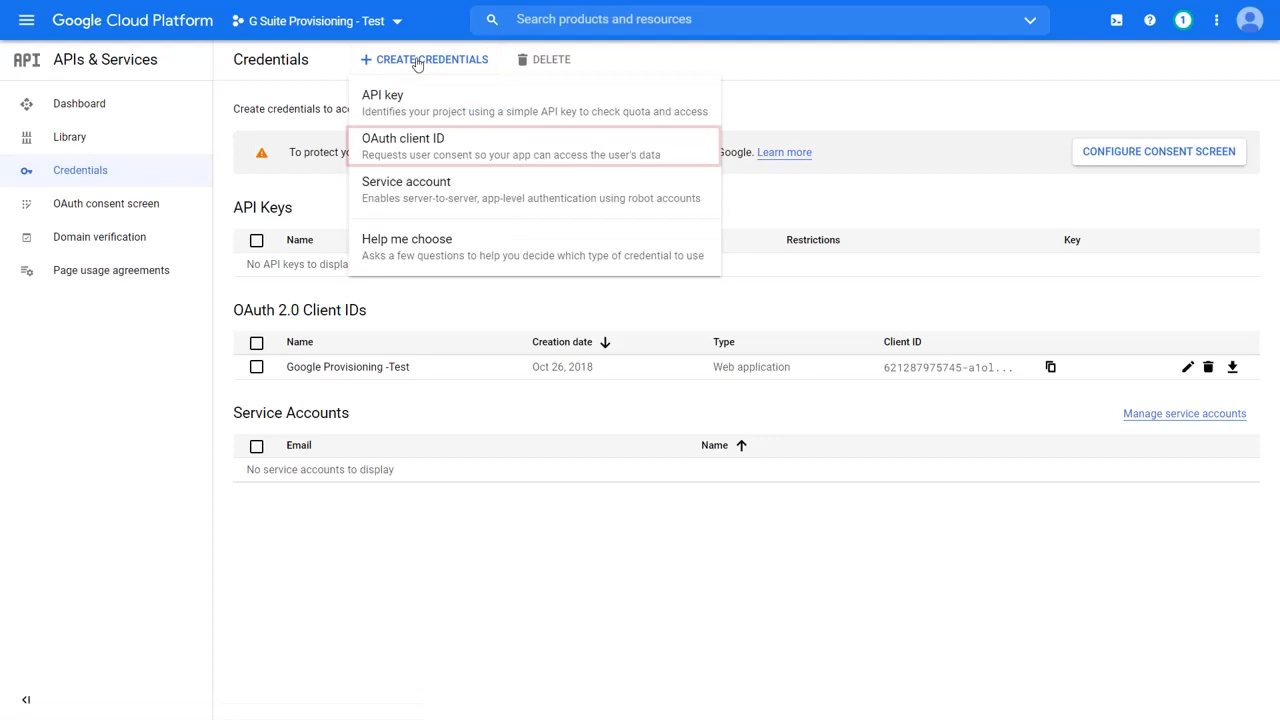 Google Cloud Platform
G Suite Provisioning - Test
Search products and resources
1
API APIs & Services
Credentials
CREATE CREDENTIALS
DELETE
Dashboard
Library
Credentials
OAuth consent screen
Domain verification
Page usage agreements
Create credentials to
API key
Identifies your project using a simple API key to check quota and access
OAuth client ID
Requests user consent so your app can access the user's data
Service account
Enables server-to-server, app-level authentication using robot accounts
Help me choose
Asks a few questions to help you decide which type of credential to use
To protect
Google. Learn more
CONFIGURE CONSENT SCREEN
API Keys
Name
Restrictions
Key
No API keys to displa
OAuth 2.0 Client IDs
Name
Creation date
Type
Client ID
Google Provisioning -Test
Oct 26, 2018
Web application
621287975745-a1ol...
Service Accounts
Manage service accounts
Email
Name
No service accounts to display